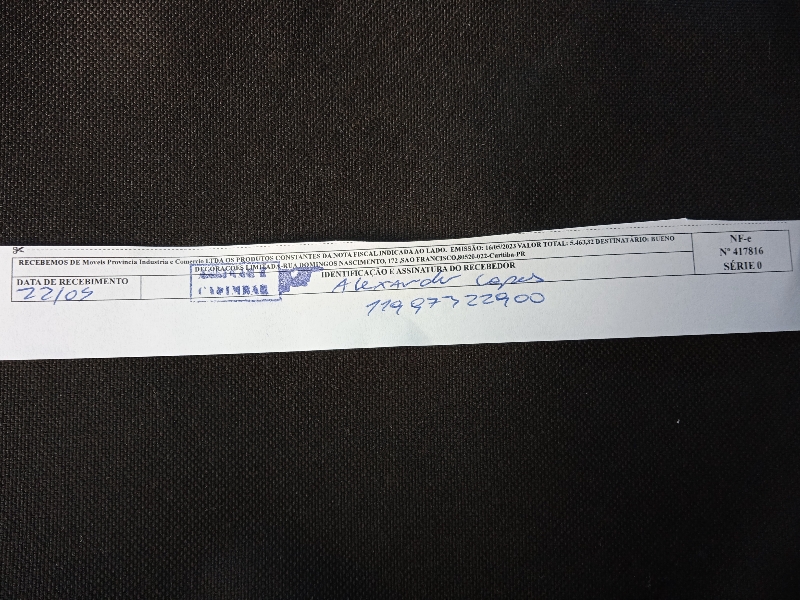 RECEBEMOS DE Moveis Provincia Industria e Comercio LTDA OS PRODUTOS CONSTANTES DA NOTA FISCAL INDICADA AO LADO. EMISSÃO: 16/05/2023 VALOR TOTAL: 5.463,32 DESTINATÁRIO: BUENO
DECORAÇOES LIMITADA-RUA DOMINGOS NASCIMENTO, 172 ,SAO FRANCISCO,80520-022-Curitiba-PR
NF-e
Nº 417816
SÉRIE 0
DATA DE RECEBIMENTO
IDENTIFICAÇÃO E ASSINATURA DO RECEBEDOR
22/05
CARIMBAR
Alexandre
11997322900